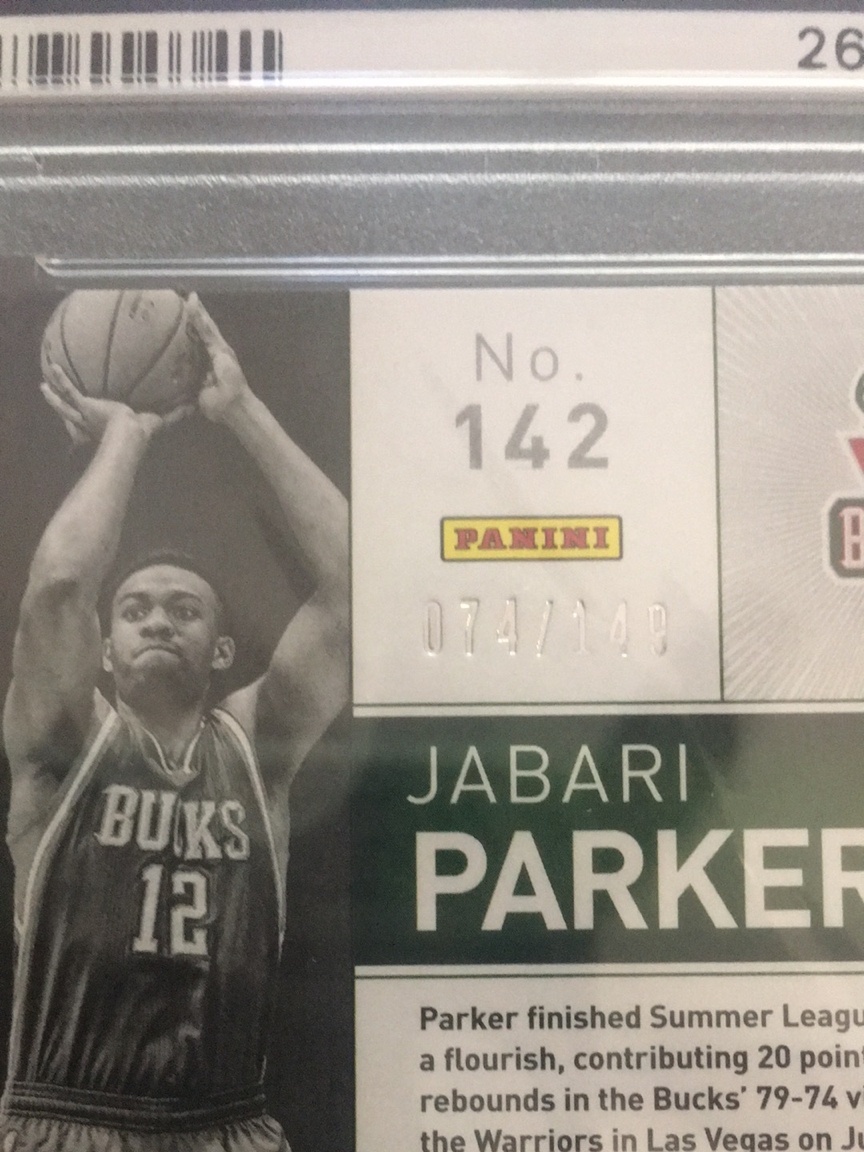 26
No.
142
PANINI
074/149
BUCKS
12
JABARI
PARKER
Parker finished Summer Leagu
a flourish, contributing 20 poin
rebounds in the Bucks' 79-74 v
the Warriors in Las Vegas on Ju